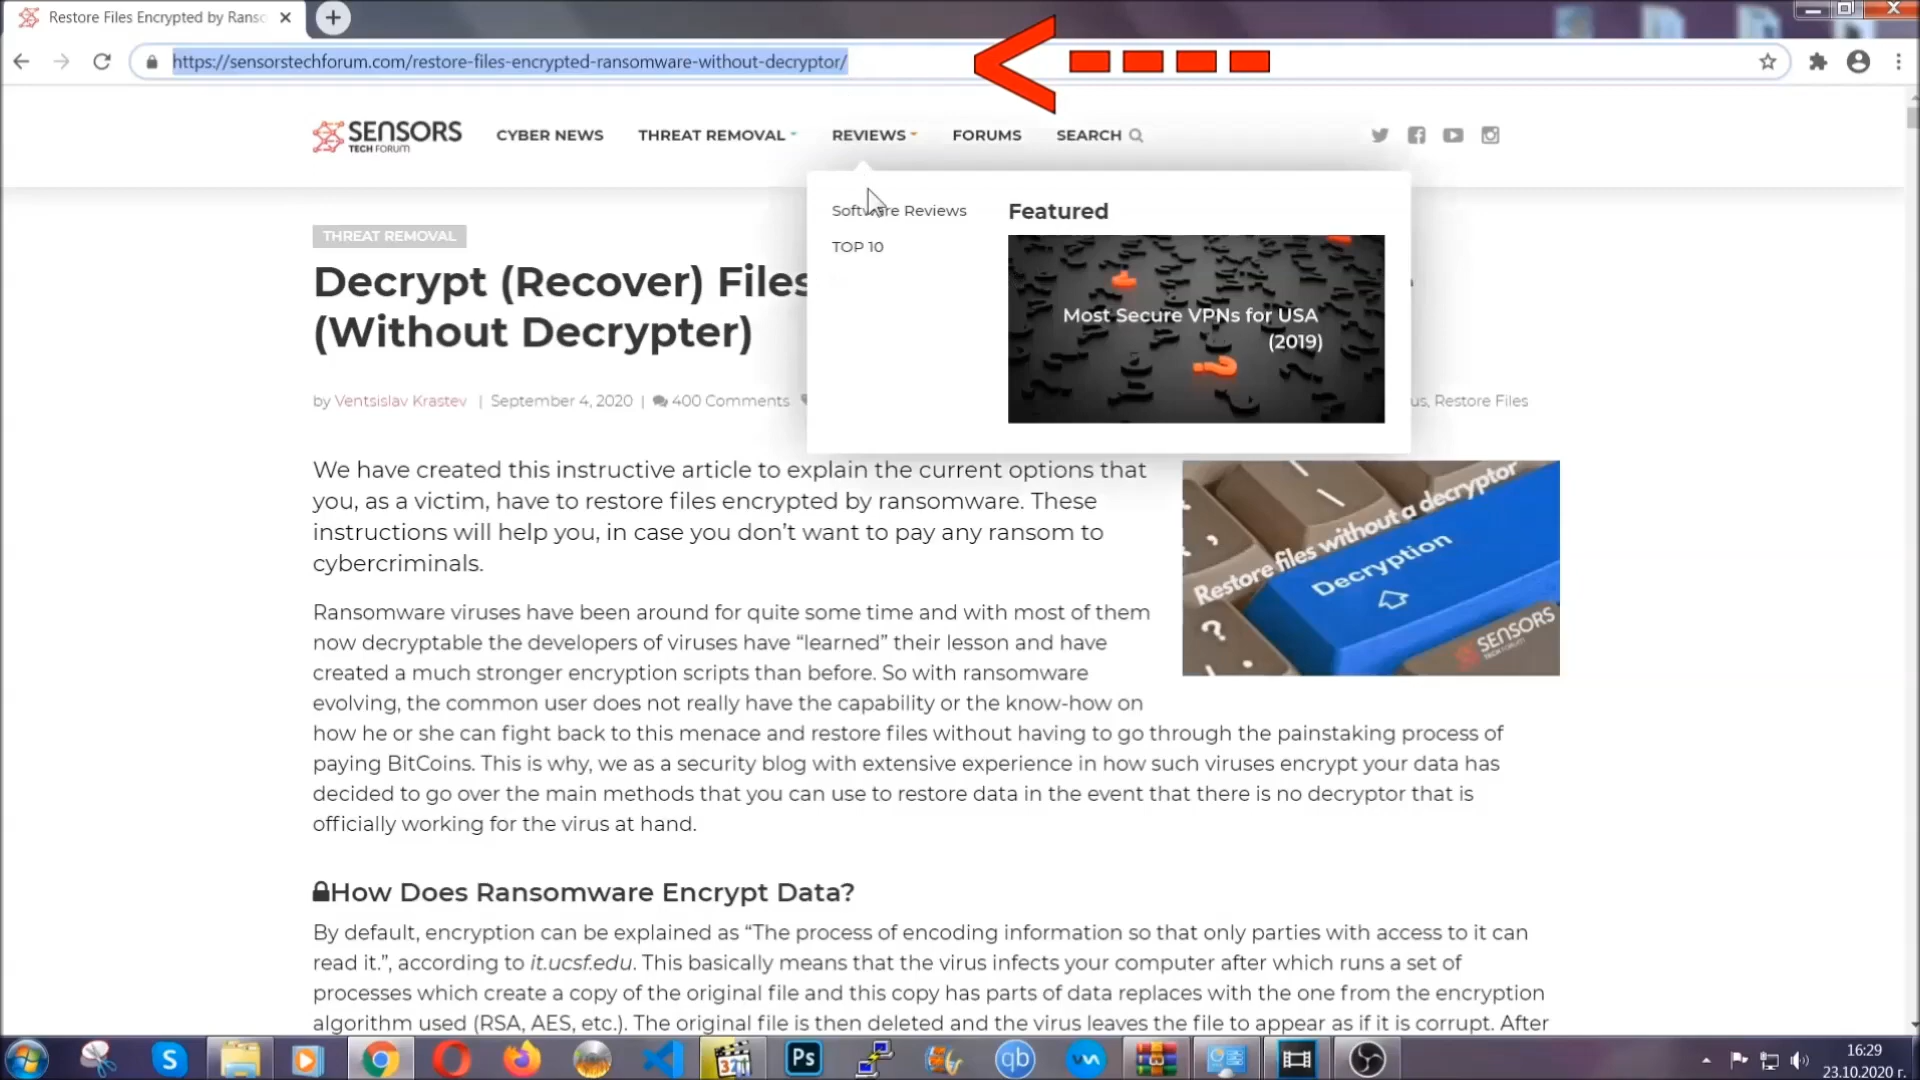 Restore Files Encrypted by Ranso
https://sensorstechforum.com/restore-files-encrypted-ransomware-without-decryptor/
SENSORS
TECH FORUM
CYBER NEWS
THREAT REMOVAL
REVIEWS
FORUMS
SEARCH
Software Reviews
TOP 10
Featured
Most Secure VPNs for USA
(2019)
THREAT REMOVAL
Decrypt (Recover) Files
(Without Decrypter)
by Ventsislav Krastev | September 4, 2020 | 400 Comments
us, Restore Files
We have created this instructive article to explain the current options that
you, as a victim, have to restore files encrypted by ransomware. These
instructions will help you, in case you don’t want to pay any ransom to
cybercriminals.
Restore files without a decryptor
Decryption
SENSORS
TECH FORUM
Ransomware viruses have been around for quite some time and with most of them
now decryptable the developers of viruses have “learned” their lesson and have
created a much stronger encryption scripts than before. So with ransomware
evolving, the common user does not really have the capability or the know-how on
how he or she can fight back to this menace and restore files without having to go through the painstaking process of
paying BitCoins. This is why, we as a security blog with extensive experience in how such viruses encrypt your data has
decided to go over the main methods that you can use to restore data in the event that there is no decryptor that is
officially working for the virus at hand.
How Does Ransomware Encrypt Data?
By default, encryption can be explained as “The process of encoding information so that only parties with access to it can
read it.”, according to it.ucsf.edu. This basically means that the virus infects your computer after which runs a set of
processes which create a copy of the original file and this copy has parts of data replaces with the one from the encryption
algorithm used (RSA, AES, etc.). The original file is then deleted and the virus leaves the file to appear as if it is corrupt. After
S
321
Ps
qb
16:29
23.10.2020 г.